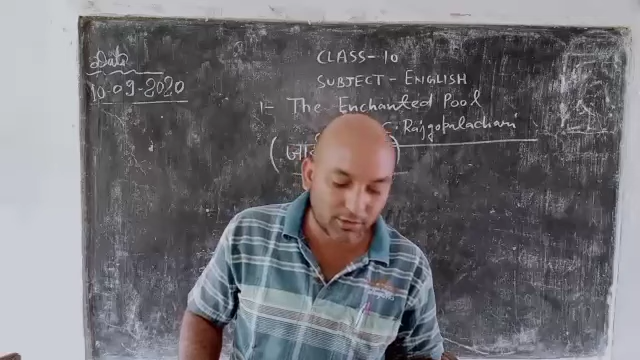 Date
10-09-2020
CLASS-10
SUBJECT - ENGLISH
1- The Enchanted Pool
C. Rajgopalachari